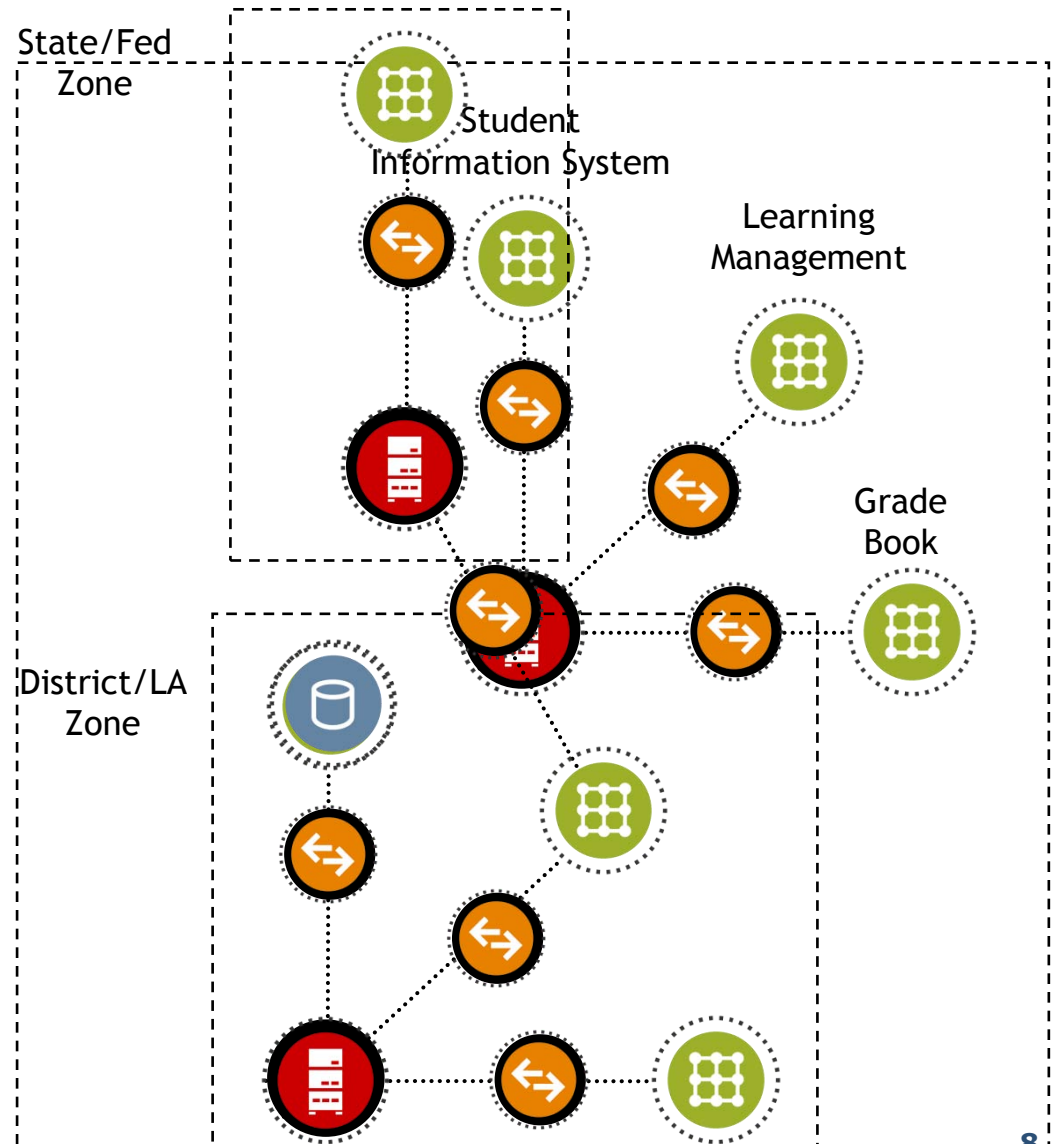 State/Fed
Zone
Student
Information System
Learning
Management
Grade
Book
District/LA
Zone
8